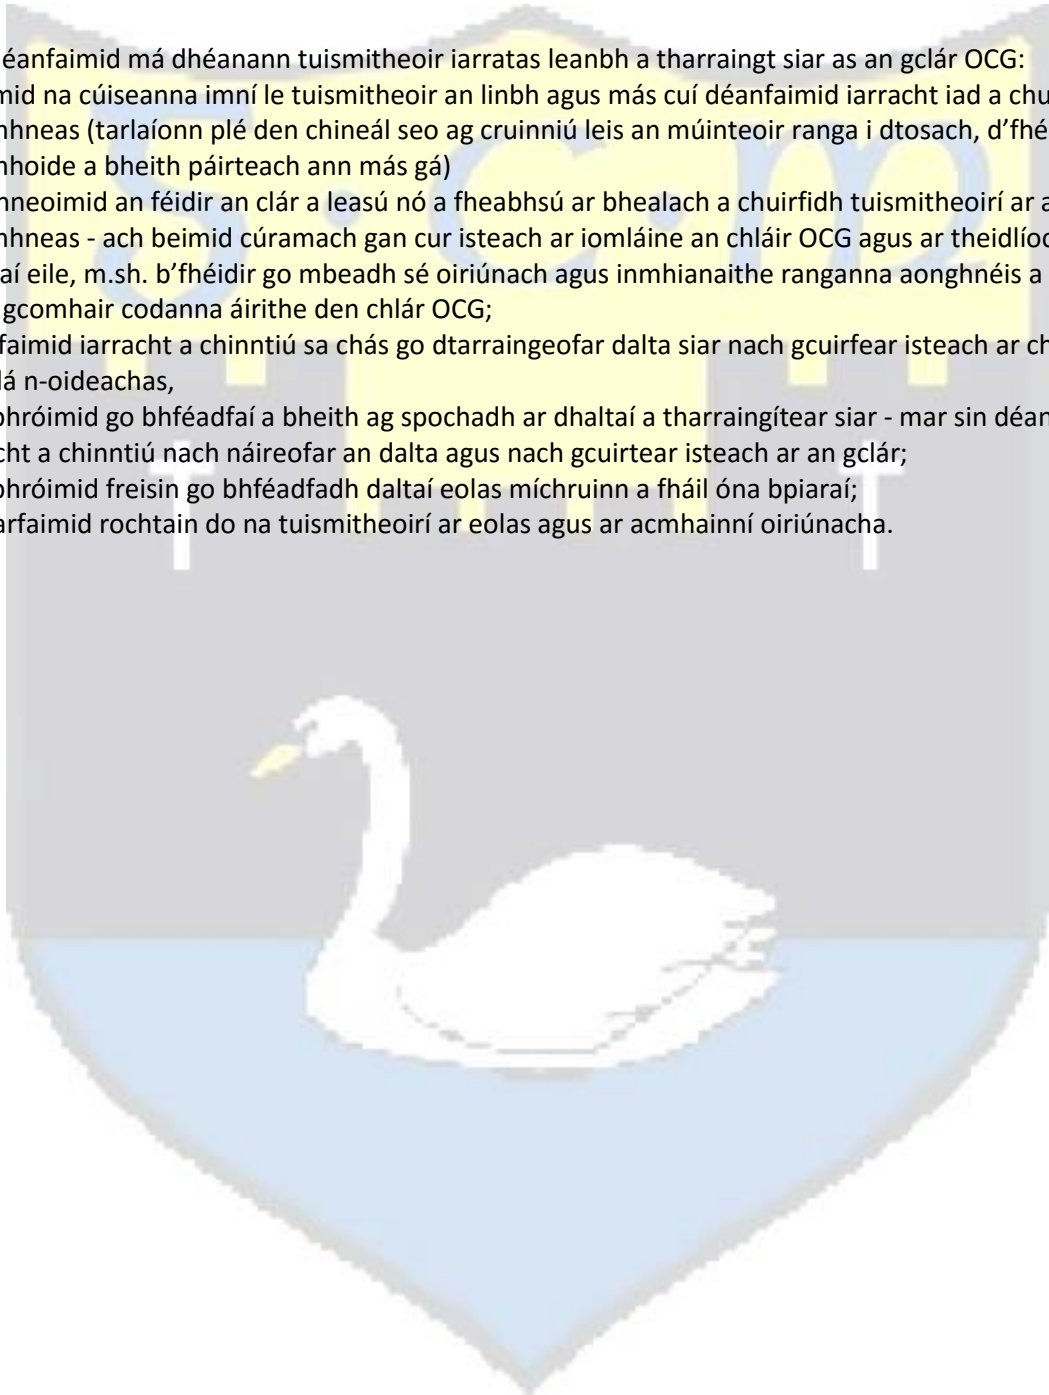 éanfaimid má dhéanann tuismitheoir iarratas leanbh a tharraingt siar as an gclár OCG:
mid na cúiseanna imní le tuismitheoir an linbh agus más cuí déanfaimid iarracht iad a chu
nhneas (tarlaíonn plé den chineál seo ag cruinniú leis an múinteoir ranga i dtosach, d’fhé
nhoide a bheith páirteach ann más gá)
nneoimid an féidir an clár a leasú nó a fheabhsú ar bhealach a chuirfidh tuismitheoirí ar a
nhneas - ach beimid cúramach gan cur isteach ar iomláine an chláir OCG agus ar theidlíoc
aí eile, m.sh. b’fhéidir go mbeadh sé oiriúnach agus inmhianaithe ranganna aonghnéis a
gcomhair codanna áirithe den chlár OCG;
faimid iarracht a chinntiú sa chás go dtarraingeofar dalta siar nach gcuirfear isteach ar ch
lá n-oideachas,
bhróimid go bhféadfaí a bheith ag spochadh ar dhaltaí a tharraingítear siar - mar sin déan
cht a chinntiú nach náireofar an dalta agus nach gcuirtear isteach ar an gclár;
bhróimid freisin go bhféadfadh daltaí eolas míchruinn a fháil óna bpiaraí;
arfaimid rochtain do na tuismitheoirí ar eolas agus ar acmhainní oiriúnacha.
S·C·M